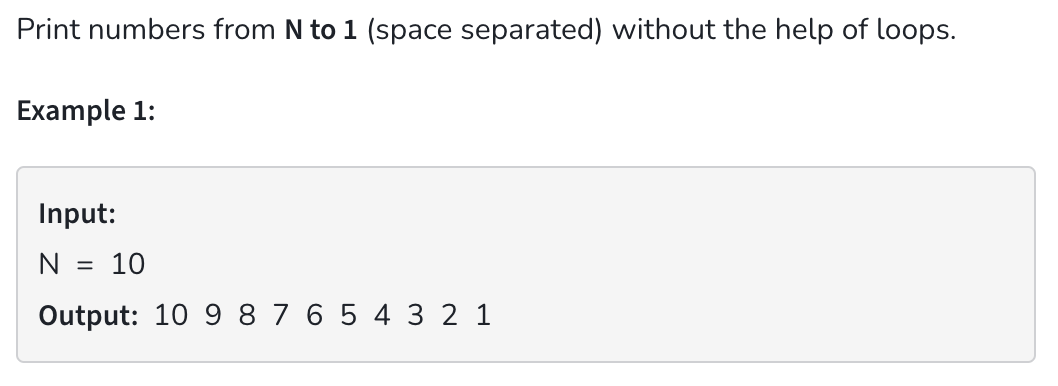 Print numbers from N to 1 (space separated) without the help of loops.
Example 1:
Input:
N = 10
Output: 10 9 8 7 6 5 4 3 2 1